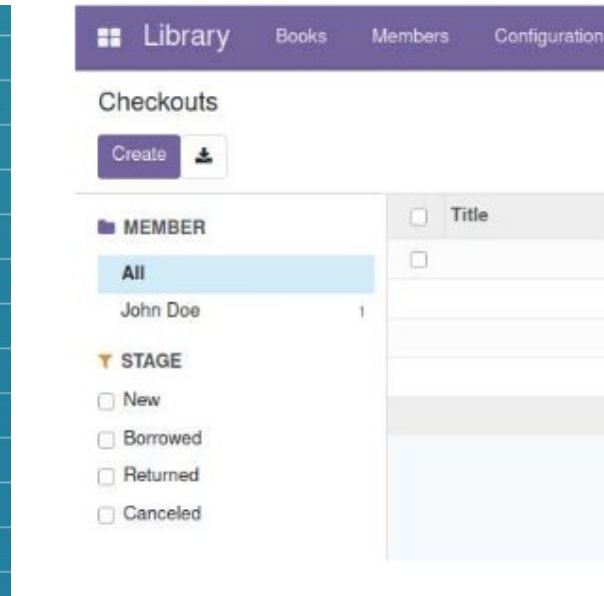 Library Books Members Configuration
Checkouts
Create
MEMBER
All
John Doe 1
STAGE
New
Borrowed
Returned
Canceled
Title